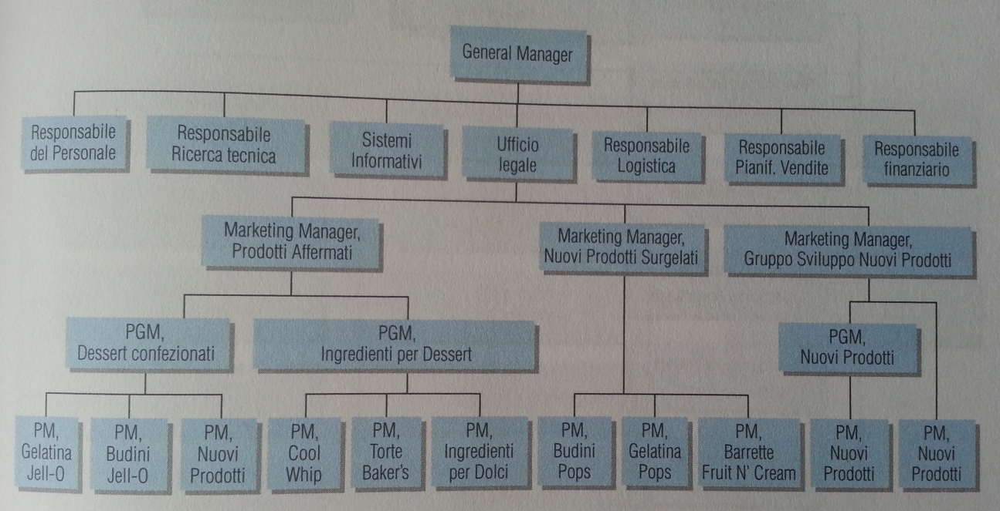 General Manager
Responsabile
del Personale
Responsabile
Ricerca tecnica
Sistemi
Informativi
Ufficio
legale
Responsabile
Logistica
Responsabile
Pianif. Vendite
Responsabile
finanziario
Marketing Manager,
Prodotti Affermati
Marketing Manager,
Nuovi Prodotti Surgelati
Marketing Manager,
Gruppo Sviluppo Nuovi Prodotti
PGM,
Dessert confezionati
PGM,
Ingredienti per Dessert
PGM,
Nuovi Prodotti
PM,
Gelatina
Jell-O
PM,
Budini
Jell-O
PM,
Nuovi
Prodotti
PM,
Cool
Whip
PM,
Torte
Baker's
PM,
Ingredienti
per Dolci
PM,
Budini
Pops
PM,
Gelatina
Pops
PM,
Barrette
Fruit N' Cream
PM,
Nuovi
Prodotti
PM,
Nuovi
Prodotti